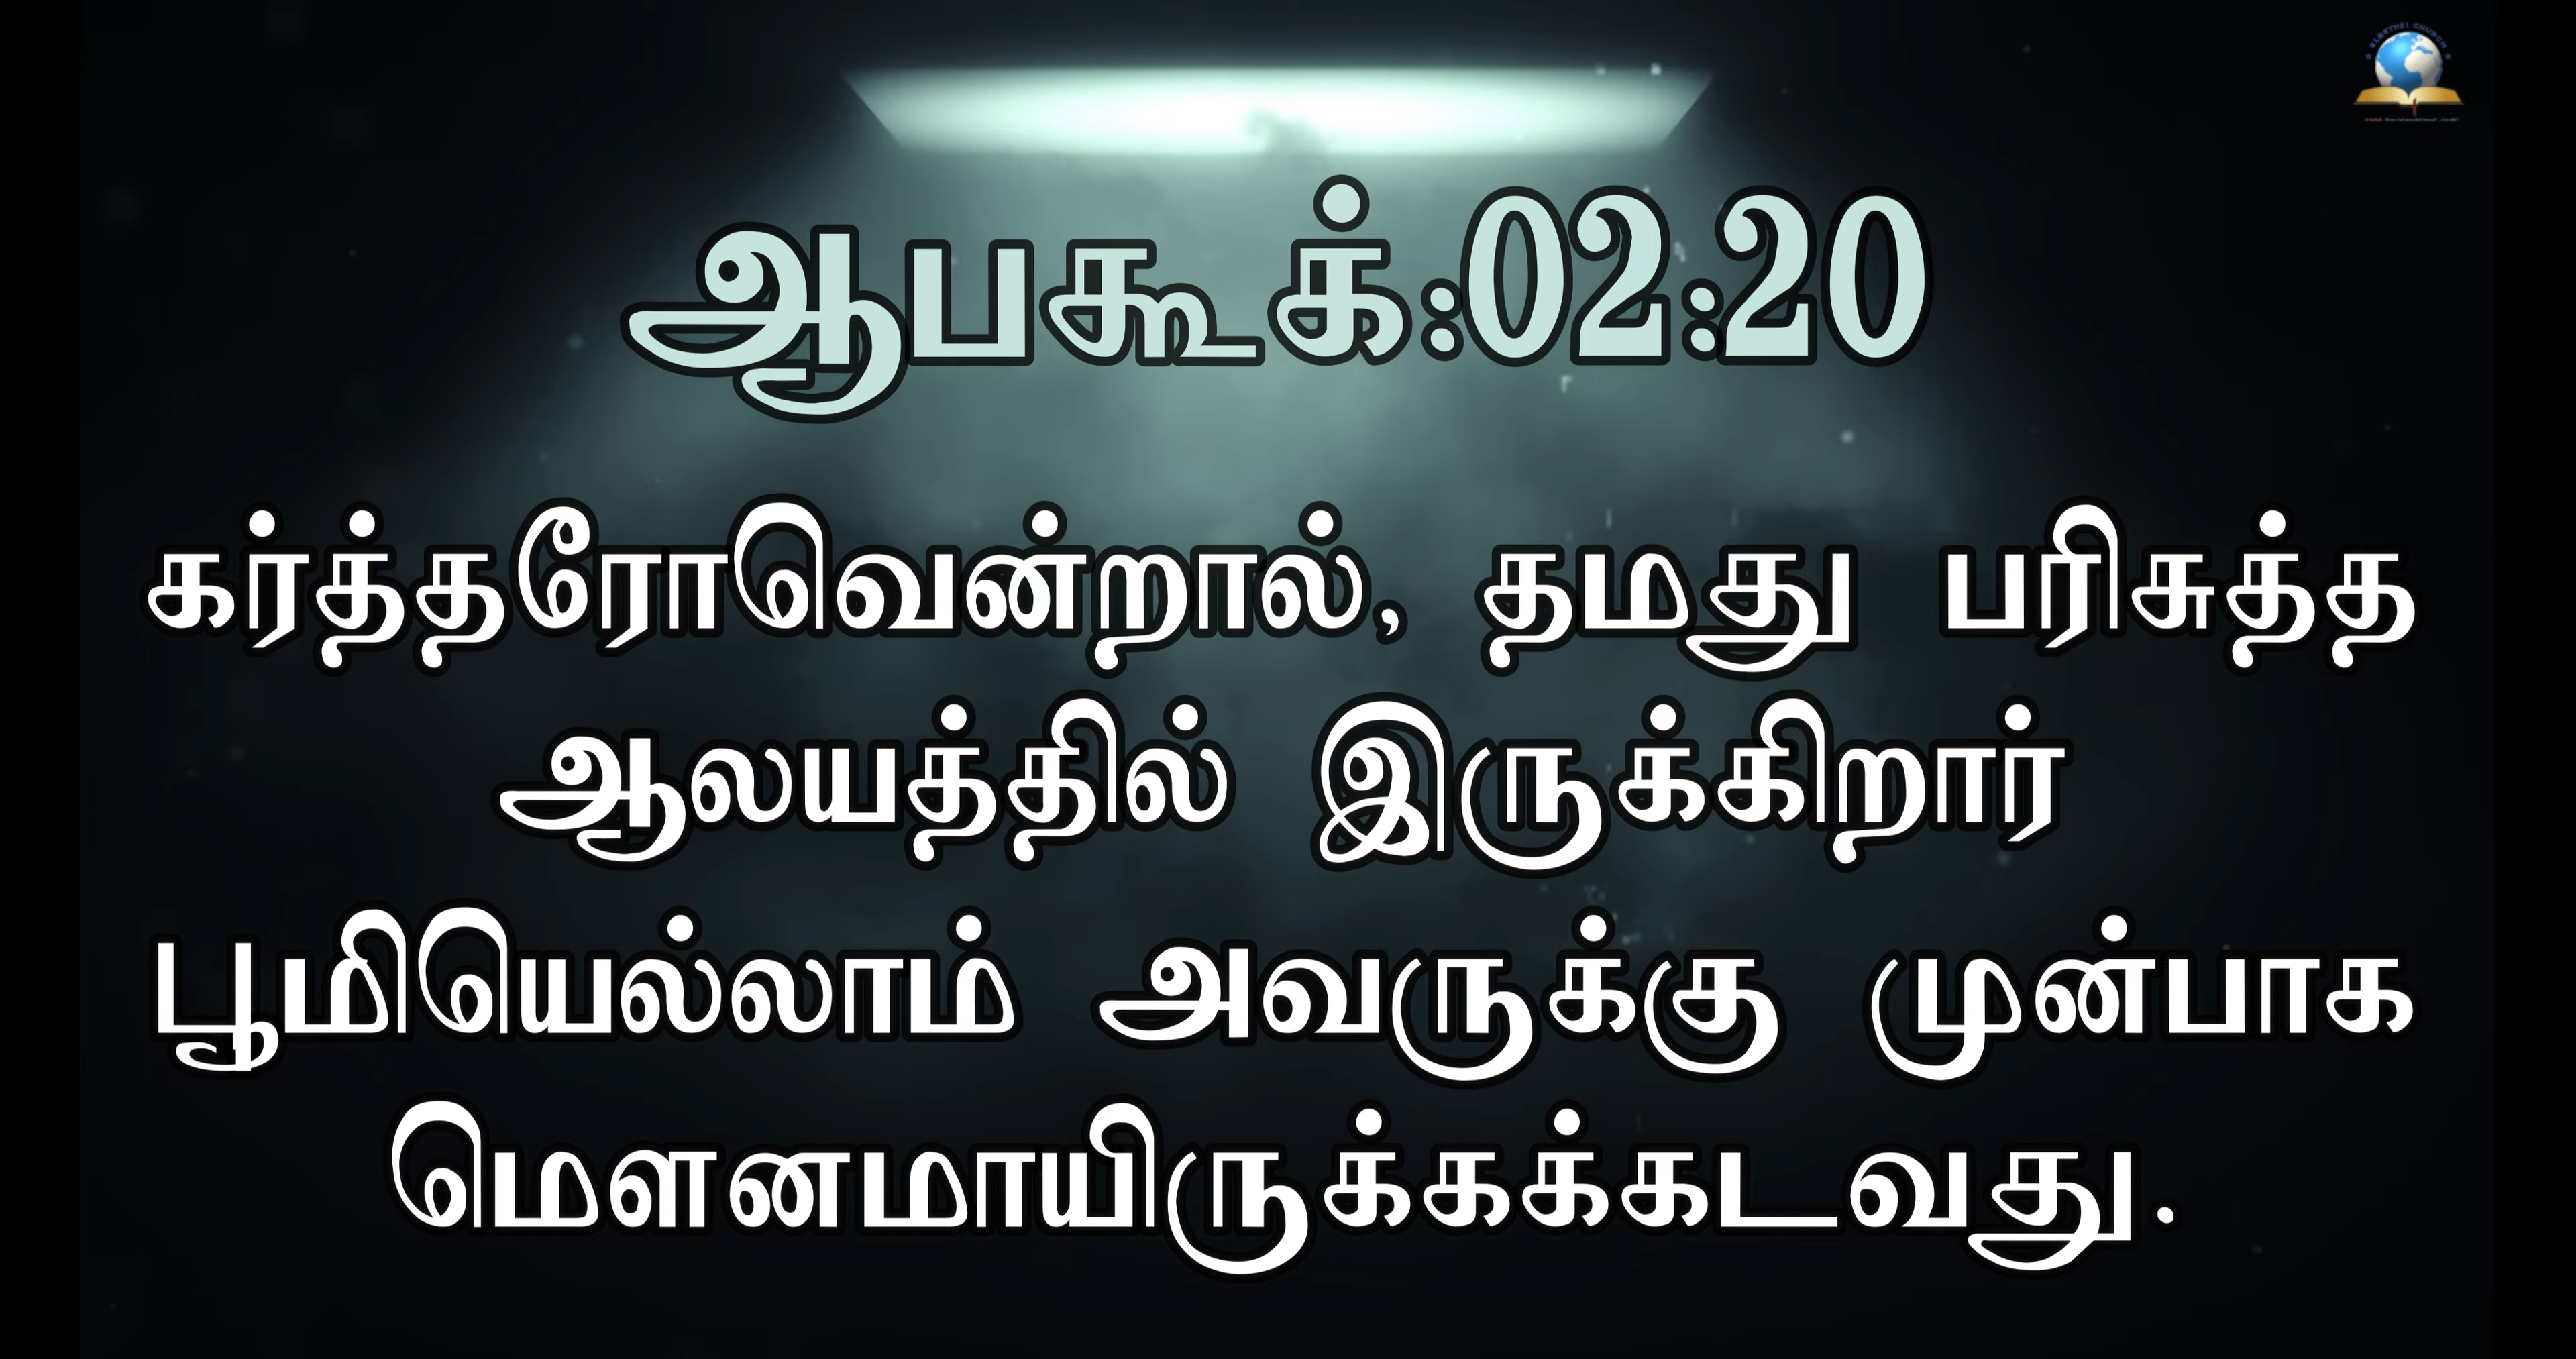 ஆபகூக்:02:20
கர்த்தரோவென்றால், தமது பரிசுத்த
ஆலயத்தில் இருக்கிறார்
பூமியெல்லாம் அவருக்கு முன்பாக
மௌனமாயிருக்கக்கடவது.